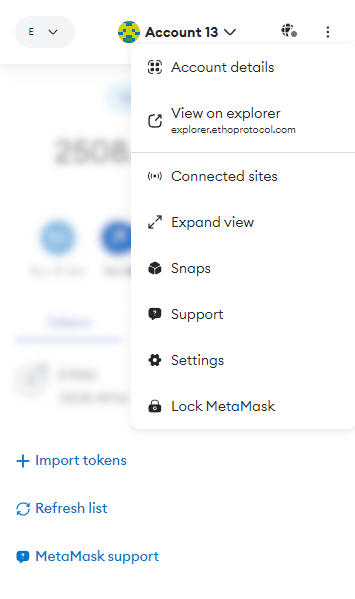 E
Account 13
Account details
View on explorer
explorer.ethoprotocol.com
2508.
Connected sites
Expand view
Snaps
Support
Tokens
Settings
Lock MetaMask
Import tokens
Refresh list
MetaMask support